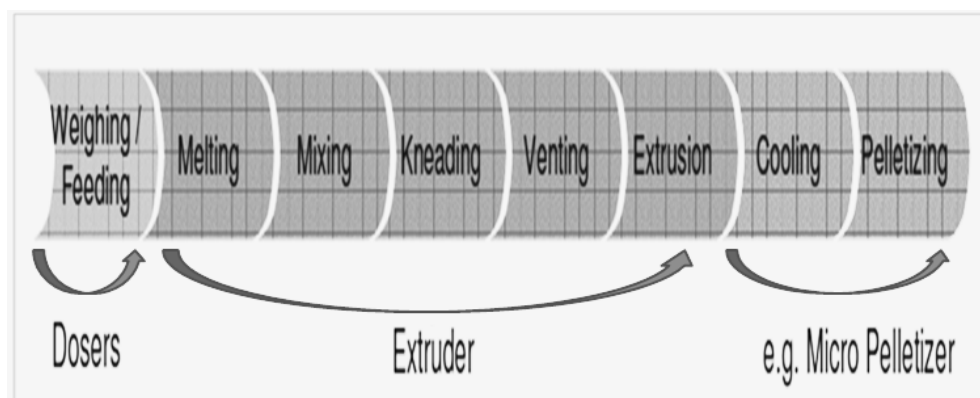 Weighing /
Feeding
Melting
Mixing
Kneading
Venting
Extrusion
Cooling
Pelletizing
Dosers
Extruder
e.g. Micro Pelletizer